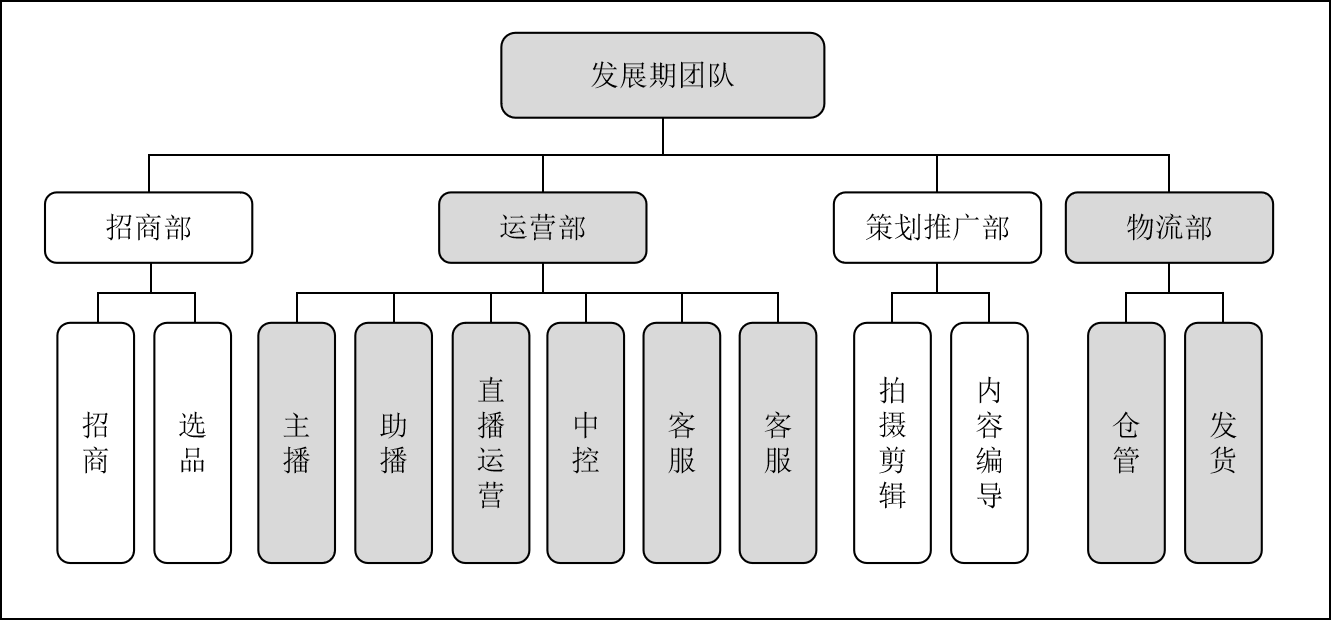 发展期团队
招商部
运营部
策划推广部
物流部
招商
选品
主播
助播
直播运营
中控
客服
客服
拍摄剪辑
内容编导
仓管
发货